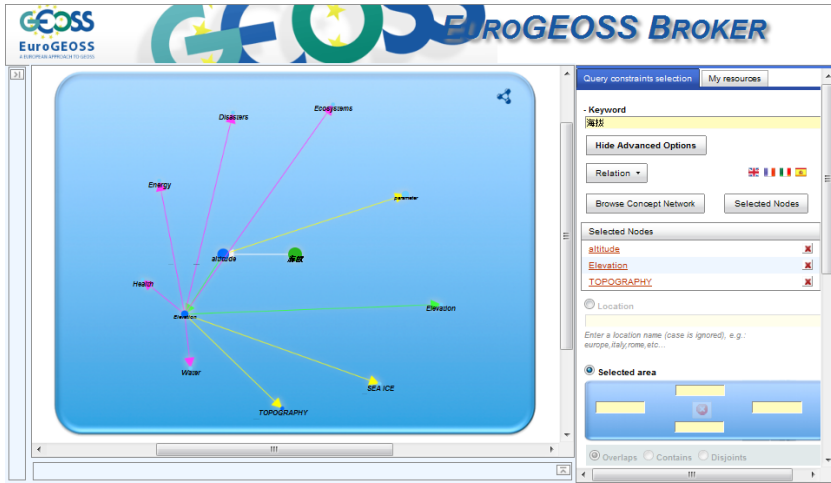 GEOSS
EuroGEOSS
A EUROPEAN APPROACH TO GEOSS
EUROGEOSS BROKER
Query constraints selection
My resources
- Keyword
海拔
Hide Advanced Options
Relation
Browse Concept Network
Selected Nodes
Selected Nodes
altitude
Elevation
TOPOGRAPHY
Location
Enter a location name (case is ignored), e.g.:
europe,italy,rome,etc...
Selected area
Overlaps
Contains
Disjoints
Ecosystems
Disasters
Energy
parameter
altitude
海拔
Health
Elevation
Elevation
Water
SEA ICE
TOPOGRAPHY